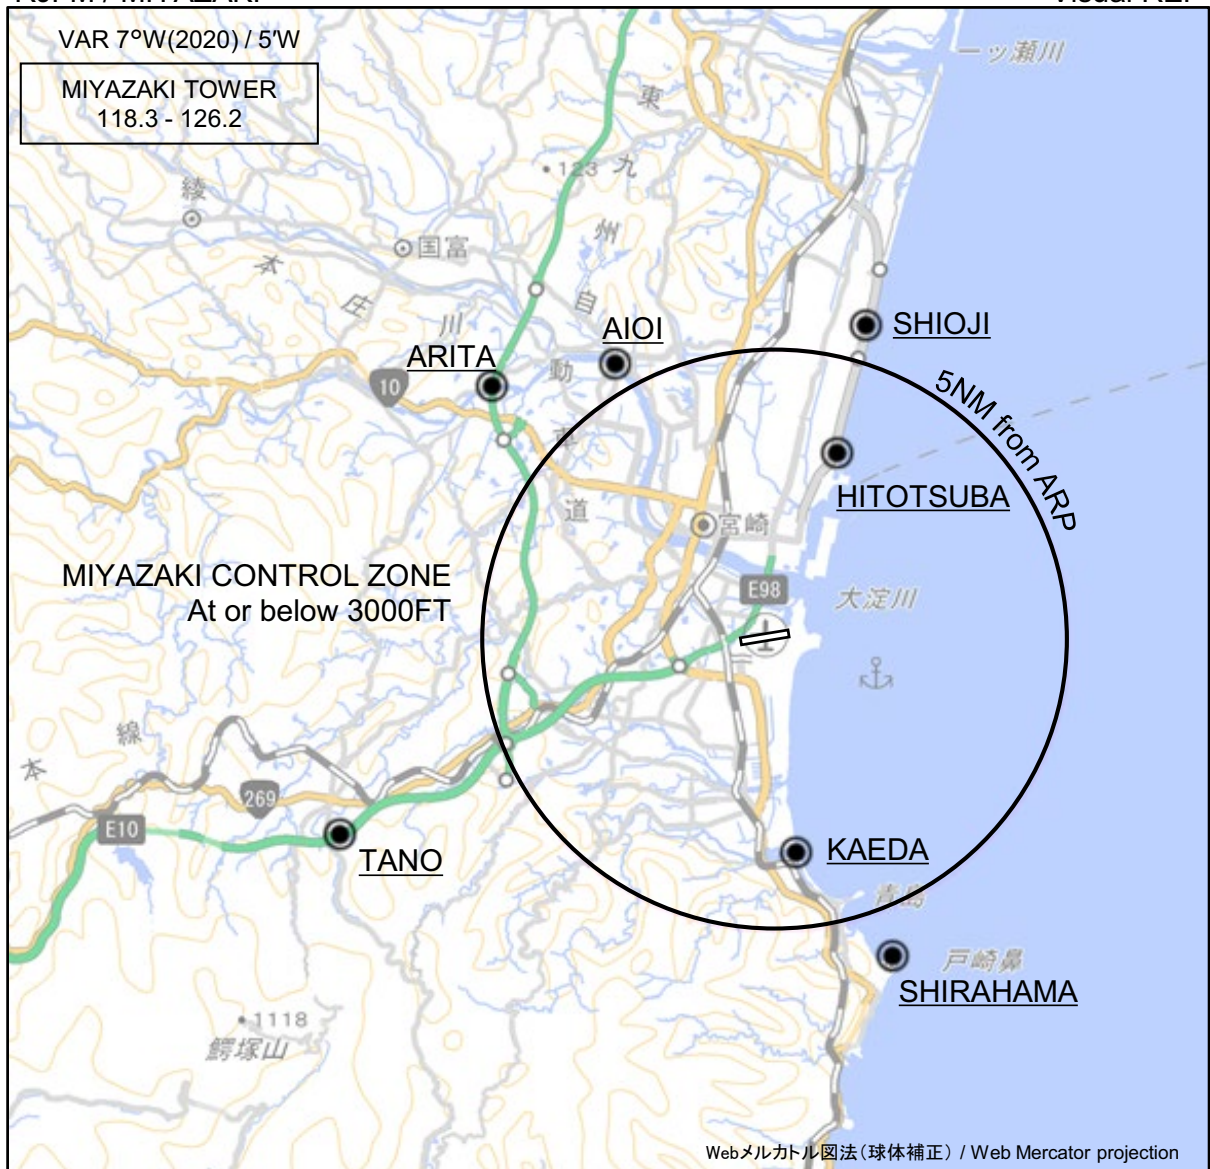 VAR 7°W(2020) / 5'W
MIYAZAKI TOWER
118.3 - 126.2
一ッ瀬川
東
九
州
自
動
車
道
123
綾
国富
本
庄
川
SHIOJI
AIOI
ARITA
10
5NM from ARP
HITOTSUBA
宮崎
MIYAZAKI CONTROL ZONE
At or below 3000FT
E98
大淀川
線
本
269
E10
TANO
KAEDA
青島
戸崎鼻
SHIRAHAMA
1118
鰐塚山
Webメルカトル図法(球体補正) / Web Mercator projection